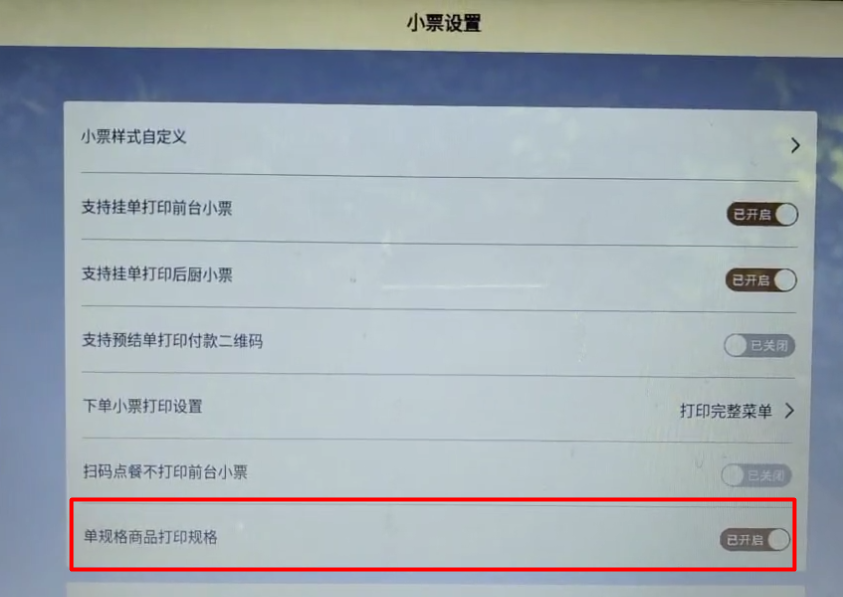 小票设置
小票样式自定义
支持挂单打印前台小票 已开启
支持挂单打印后厨小票 已开启
支持预结单打印付款二维码 已关闭
下单小票打印设置 打印完整菜单
扫码点餐不打印前台小票 已关闭
单规格商品打印规格 已开启